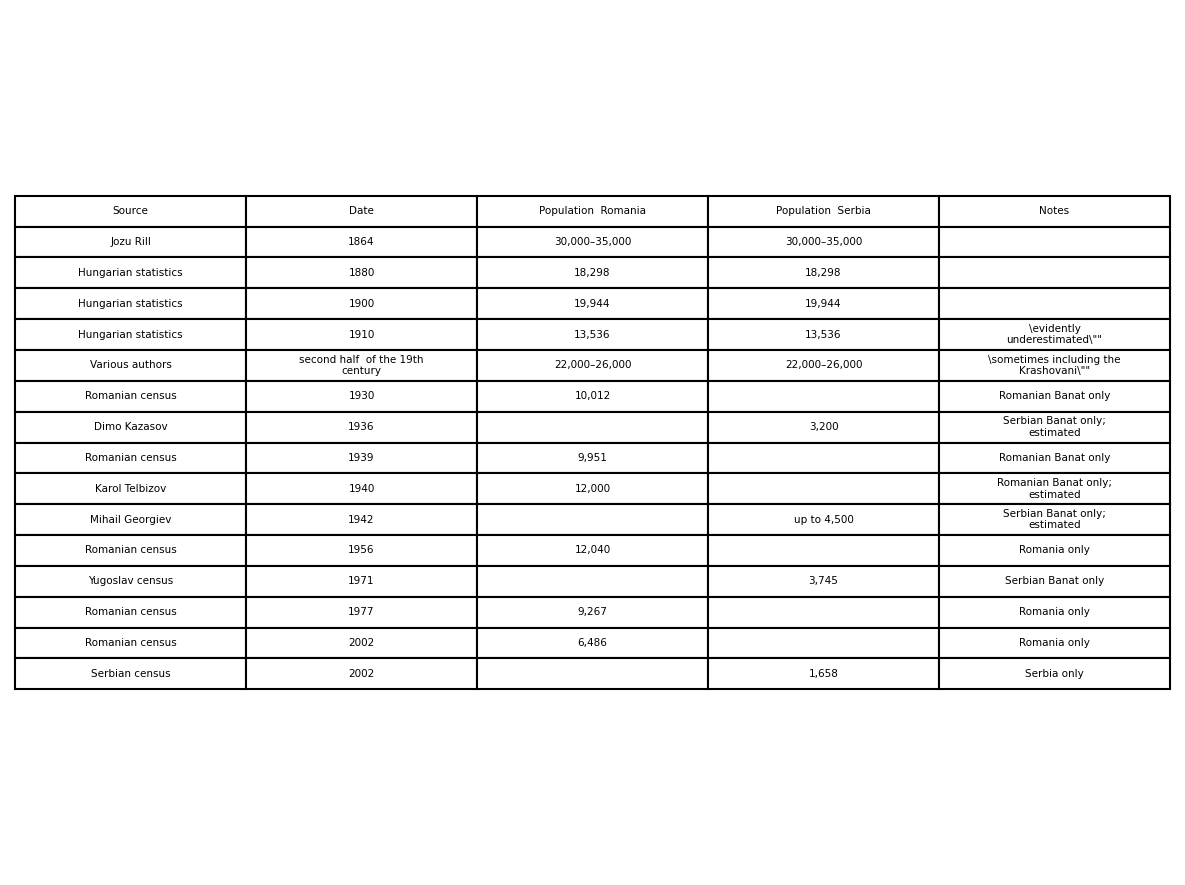 Source Date Population  Romania Population  Serbia Notes
Jozu Rill 1864 30,000–35,000 30,000–35,000
Hungarian statistics 1880 18,298 18,298
Hungarian statistics 1900 19,944 19,944
Hungarian statistics 1910 13,536 13,536 \evidently
underestimated\""
Various authors second half  of the 19th
century 22,000–26,000 22,000–26,000 \sometimes including the
Krashovani\""
Romanian census 1930 10,012 Romanian Banat only
Dimo Kazasov 1936 3,200 Serbian Banat only;
estimated
Romanian census 1939 9,951 Romanian Banat only
Karol Telbizov 1940 12,000 Romanian Banat only;
estimated
Mihail Georgiev 1942 up to 4,500 Serbian Banat only;
estimated
Romanian census 1956 12,040 Romania only
Yugoslav census 1971 3,745 Serbian Banat only
Romanian census 1977 9,267 Romania only
Romanian census 2002 6,486 Romania only
Serbian census 2002 1,658 Serbia only